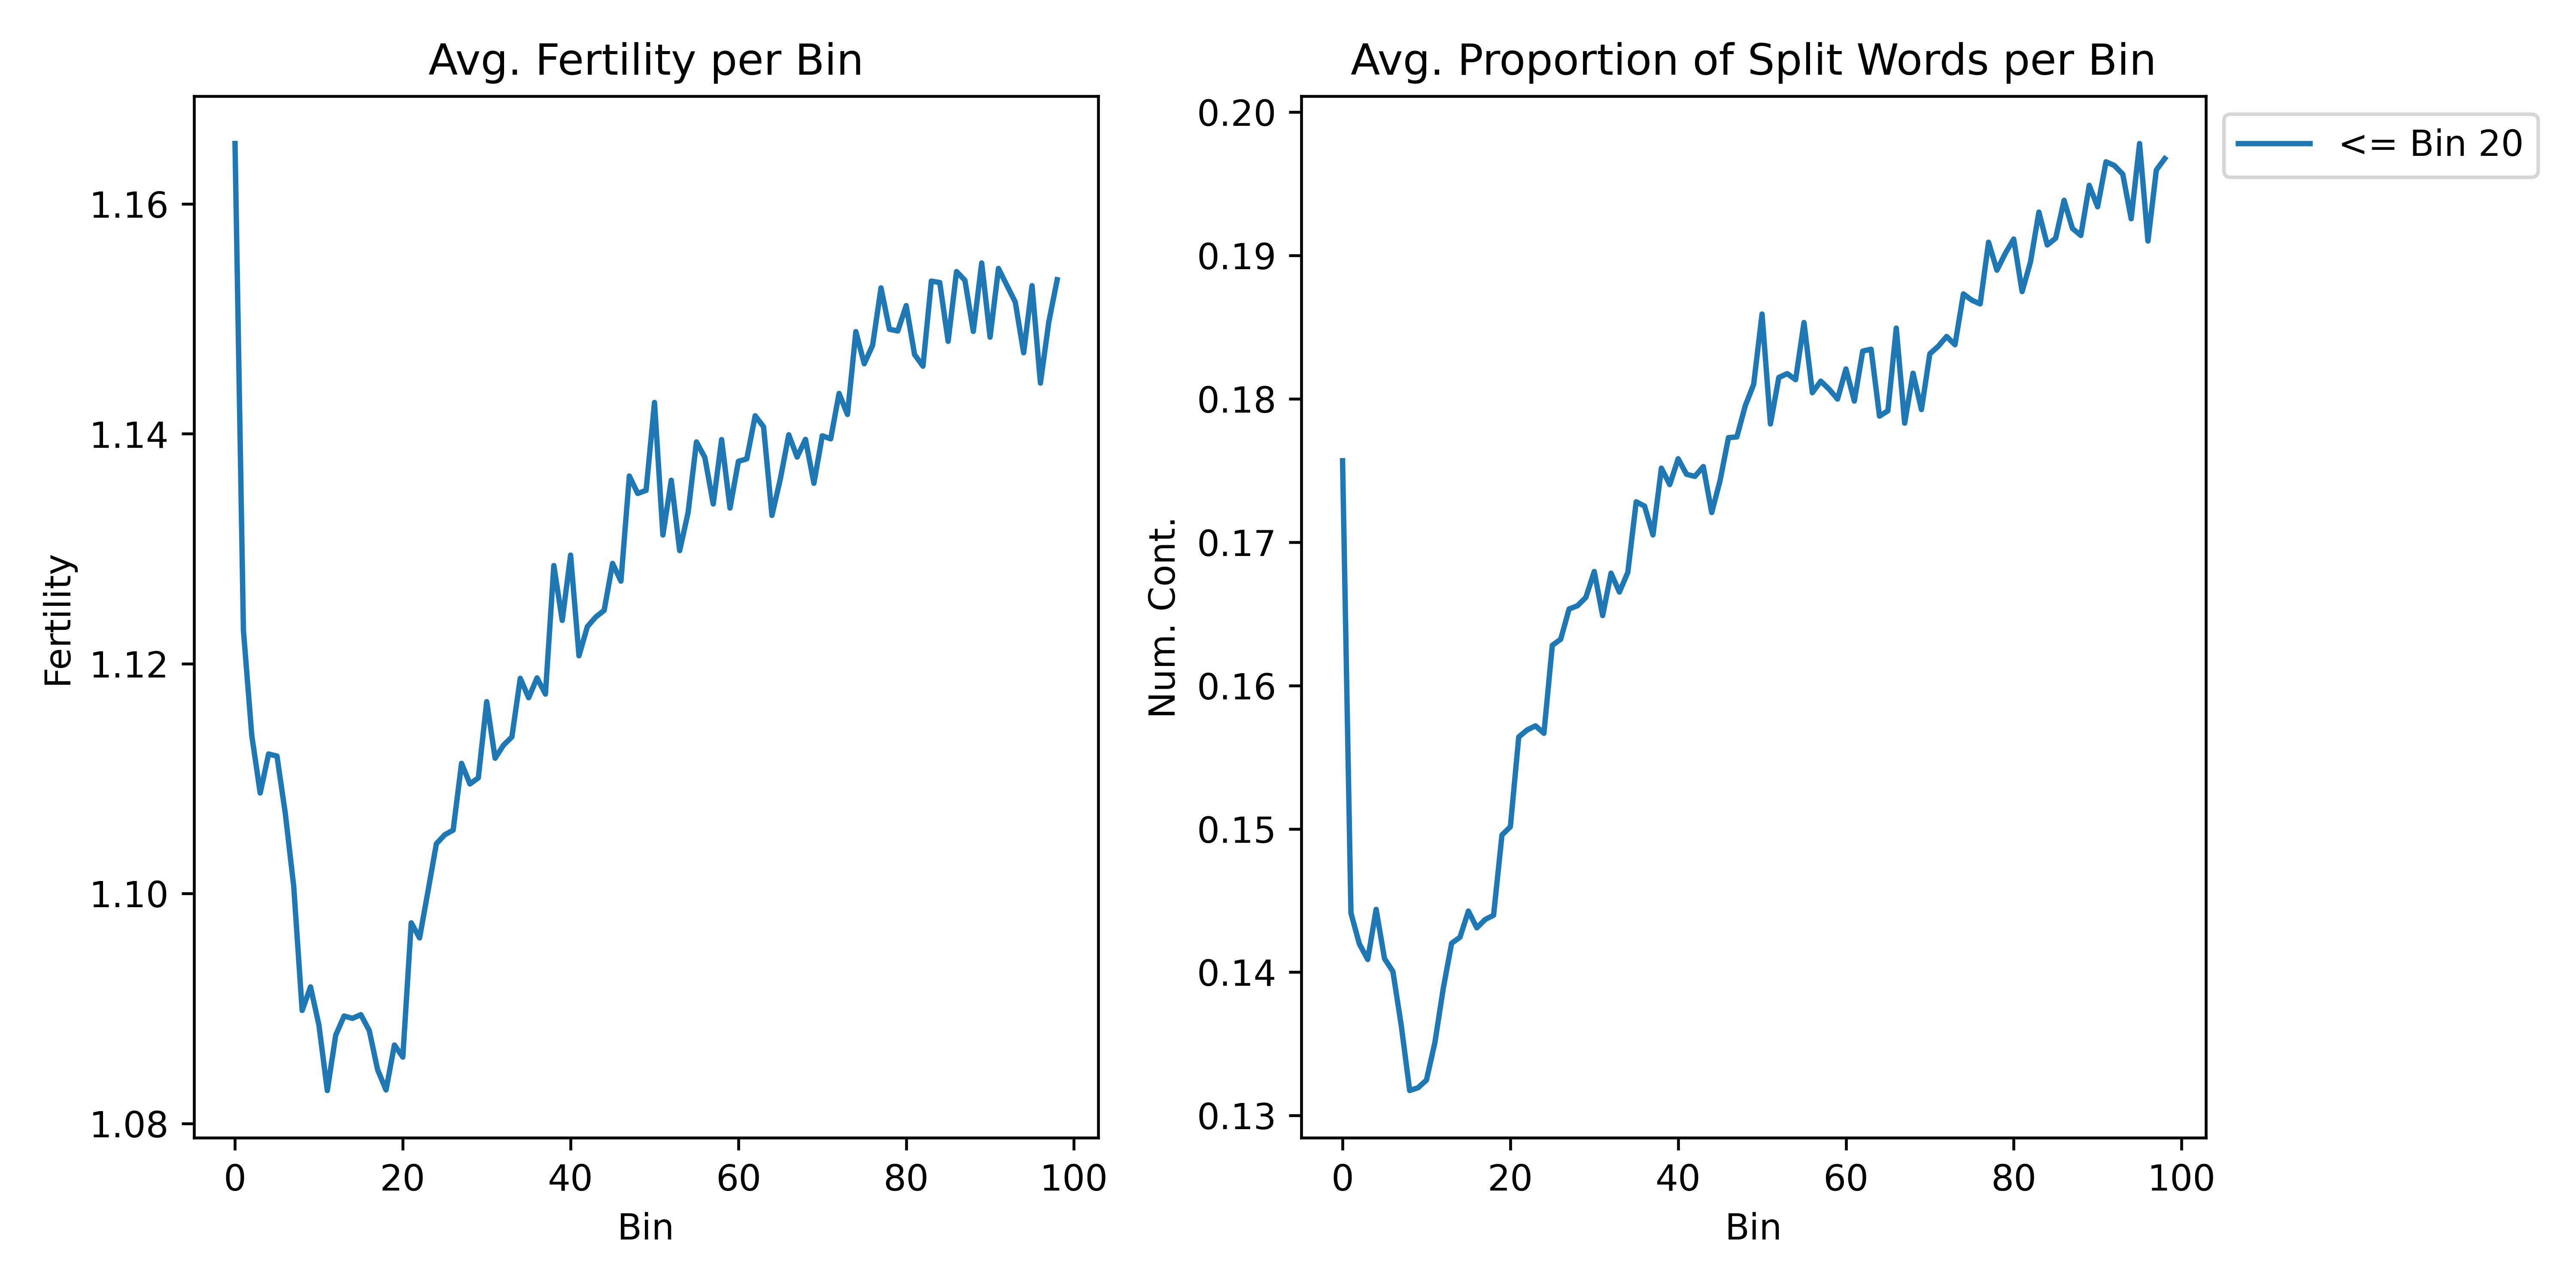 Avg. Fertility per Bin
Fertility
1.16
1.14
1.12
1.10
1.08
0 20 40 60 80 100
Bin
Avg. Proportion of Split Words per Bin
Num. Cont.
0.20
0.19
0.18
0.17
0.16
0.15
0.14
0.13
0 20 40 60 80 100
Bin
<= Bin 20